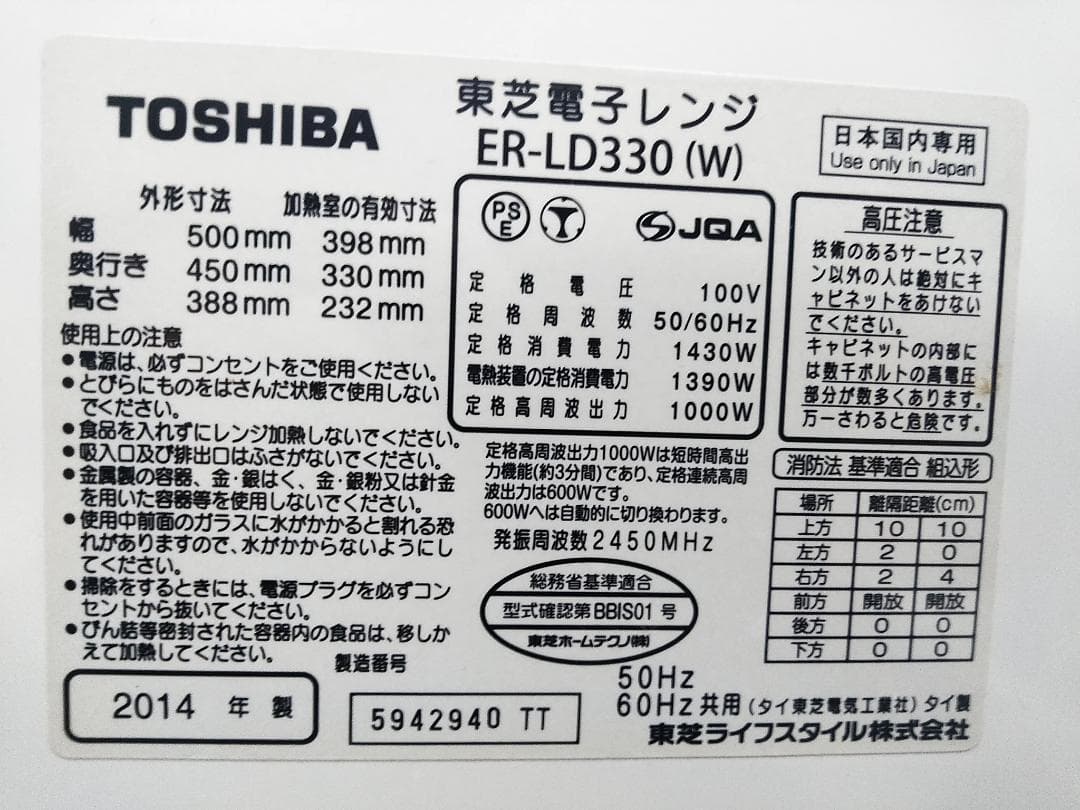 TOSHIBA
東芝電子レンジ
ER-LD330 (W)
日本国内専用
Use only in Japan
外形寸法 加熱室の有効寸法
幅 500mm 398mm
奥行き 450mm 330mm
高さ 388mm 232mm
使用上の注意
●電源は、必ずコンセントをご使用ください。
●とびらにものをはさんだ状態で使用しない
でください。
●食品を入れずにレンジ加熱しないでください。
●吸入口及び排出口はふさがないでください。
●金属製の容器、金・銀はく、金・銀粉又は針金
を用いた容器等を使用しないでください。
●使用中前面のガラスに水がかかると割れる恐
れがありますので、水がかからないようにし
てください。
●掃除をするときには、電源プラグを必ずコン
セントから抜いてください。
●びん詰等密封された容器内の食品は、移しか
えて加熱してください。
PS
E
JQA
定格電圧 100V
定格周波数 50/60Hz
定格消費電力 1430W
電熱装置の定格消費電力 1390W
定格高周波出力 1000W
定格高周波出力1000Wは短時間高出
力機能(約3分間)であり、定格連続高周
波出力は600Wです。
600Wへは自動的に切り換わります。
発振周波数2450MHz
総務省基準適合
型式確認第BBIS01号
東芝ホームテクノ(株)
高圧注意
技術のあるサービスマ
ン以外の人は絶対にキ
ャビネットをあけない
でください。
キャビネットの内部に
は数千ボルトの高電圧
部分が数多くあります。
万一さわると危険です。
消防法 基準適合 組込形
場所 離隔距離(cm)
上方 10 10
左方 2 0
右方 2 4
前方 開放 開放
後方 0 0
下方 0 0
製造番号
2014 年 製
5942940 TT
50Hz
60Hz共用(タイ東芝電気工業社)タイ製
東芝ライフスタイル株式会社